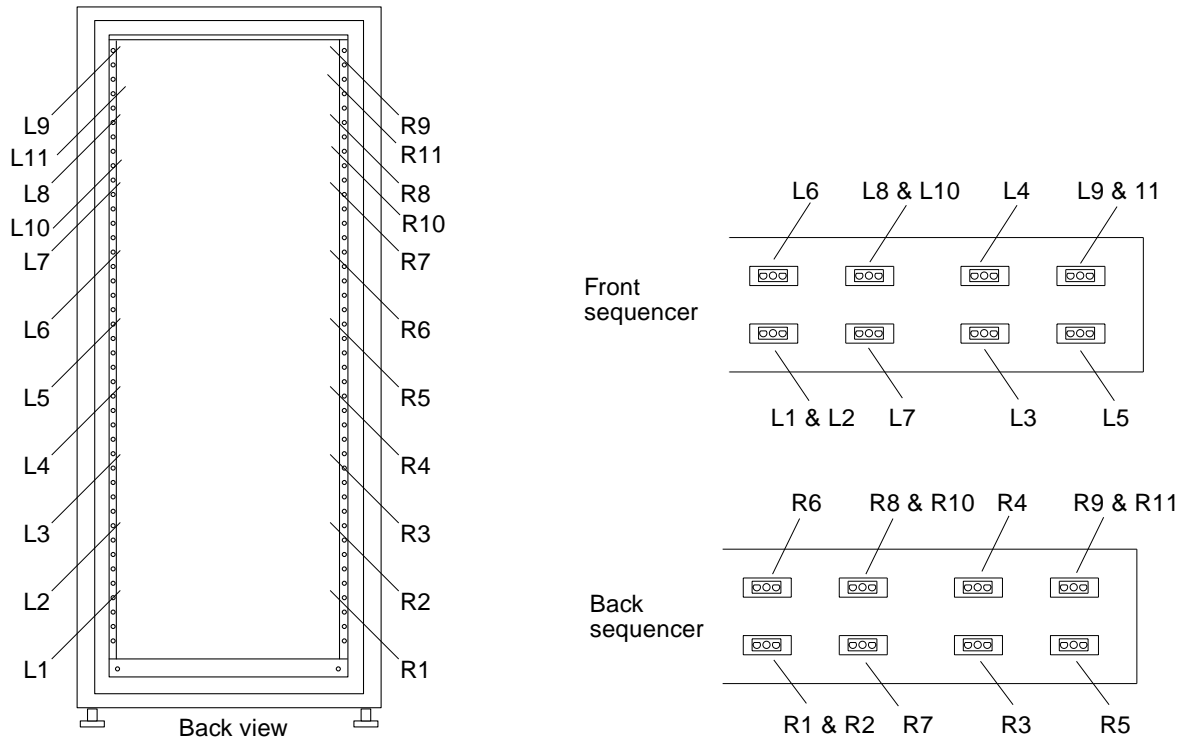 L9
L11
L8
L10
L7
L6
L5
L4
L3
L2
L1
R9
R11
R8
R10
R7
R6
R5
R4
R3
R2
R1
Back view
L6 L8 & L10 L4 L9 & 11
Front
sequencer
L1 & L2 L7 L3 L5
R6 R8 & R10 R4 R9 & R11
Back
sequencer
R1 & R2 R7 R3 R5